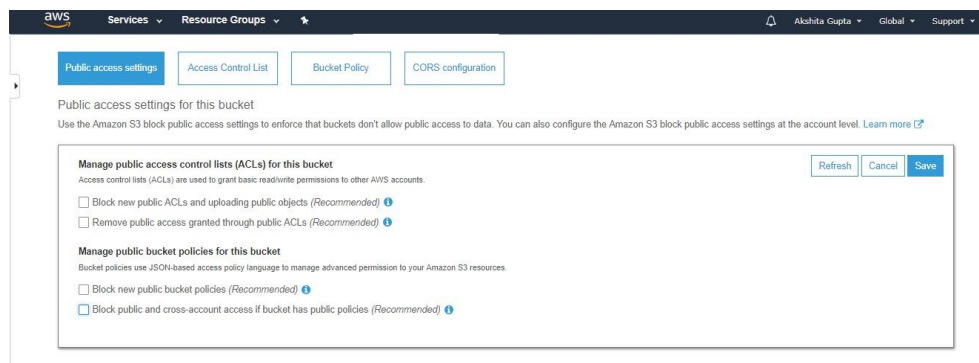 aws Services Resource Groups Akshita Gupta Global Support
Public access settings Access Control List Bucket Policy CORS configuration
Public access settings for this bucket
Use the Amazon S3 block public access settings to enforce that buckets don't allow public access to data. You can also configure the Amazon S3 block public access settings at the account level. Learn more
Manage public access control lists (ACLs) for this bucket
Refresh Cancel Save
Access control lists (ACLs) are used to grant basic read/write permissions to other AWS accounts.
Block new public ACLs and uploading public objects (Recommended)
Remove public access granted through public ACLs (Recommended)
Manage public bucket policies for this bucket
Bucket policies use JSON-based access policy language to manage advanced permission to your Amazon S3 resources.
Block new public bucket policies (Recommended)
Block public and cross-account access if bucket has public policies (Recommended)